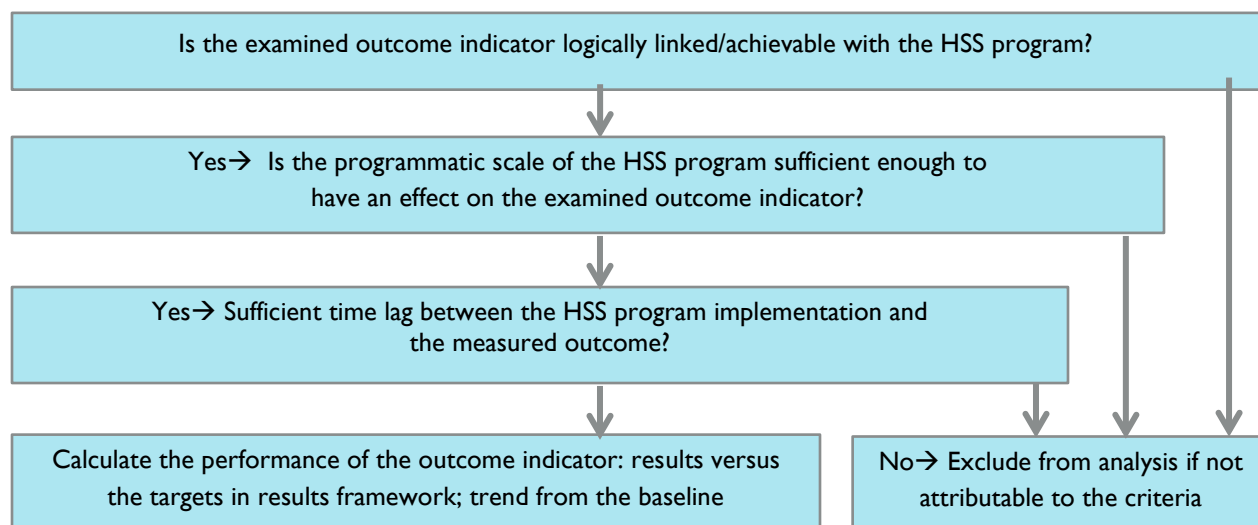 Is the examined outcome indicator logically linked/achievable with the HSS program?
Yes→ Is the programmatic scale of the HSS program sufficient enough to
have an effect on the examined outcome indicator?
Yes→ Sufficient time lag between the HSS program implementation and
the measured outcome?
Calculate the performance of the outcome indicator: results versus
the targets in results framework; trend from the baseline
No→ Exclude from analysis if not
attributable to the criteria